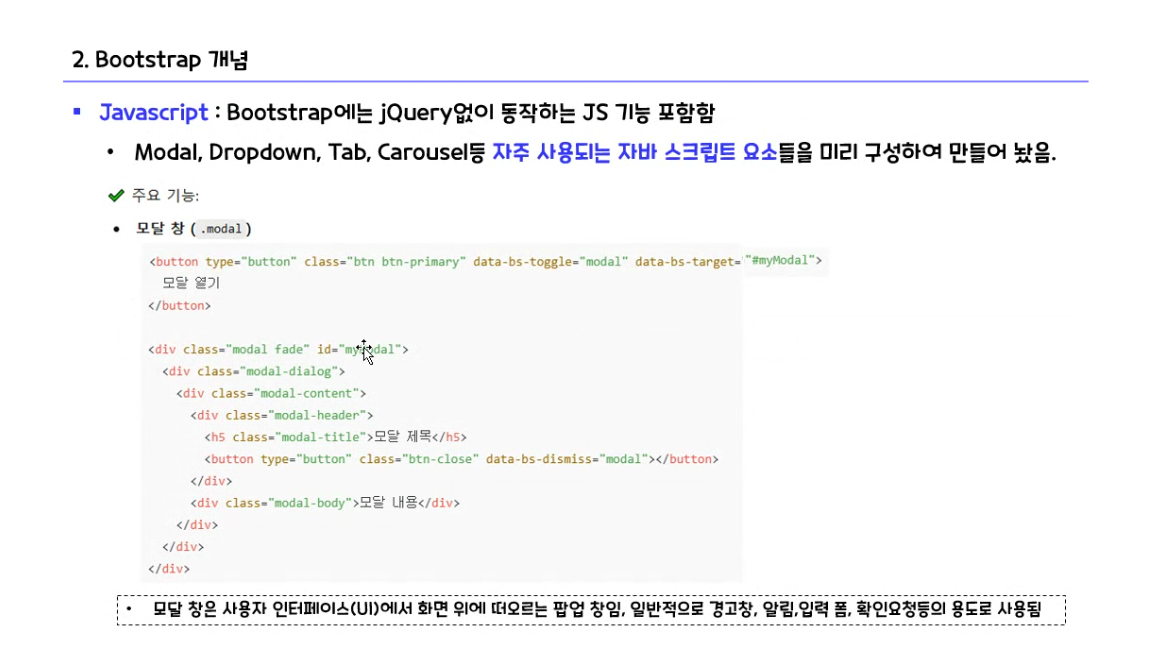 2. Bootstrap 개념
▪ Javascript : Bootstrap에는 jQuery없이 동작하는 JS 기능 포함함
• Modal, Dropdown, Tab, Carousel등 자주 사용되는 자바 스크립트 요소들을 미리 구성하여 만들어 놨음.
✔ 주요 기능:
• 모달 창 ( .modal )
<button type="button" class="btn btn-primary" data-bs-toggle="modal" data-bs-target= "#myModal">
모달 열기
</button>
<div class="modal fade" id="myModal">
<div class="modal-dialog">
<div class="modal-content">
<div class="modal-header">
<h5 class="modal-title">모달 제목</h5>
<button type="button" class="btn-close" data-bs-dismiss="modal"></button>
</div>
<div class="modal-body">모달 내용</div>
</div>
</div>
</div>
• 모달 창은 사용자 인터페이스(UI)에서 화면 위에 떠오르는 팝업 창임, 일반적으로 경고창, 알림,입력 폼, 확인요청등의 용도로 사용됨